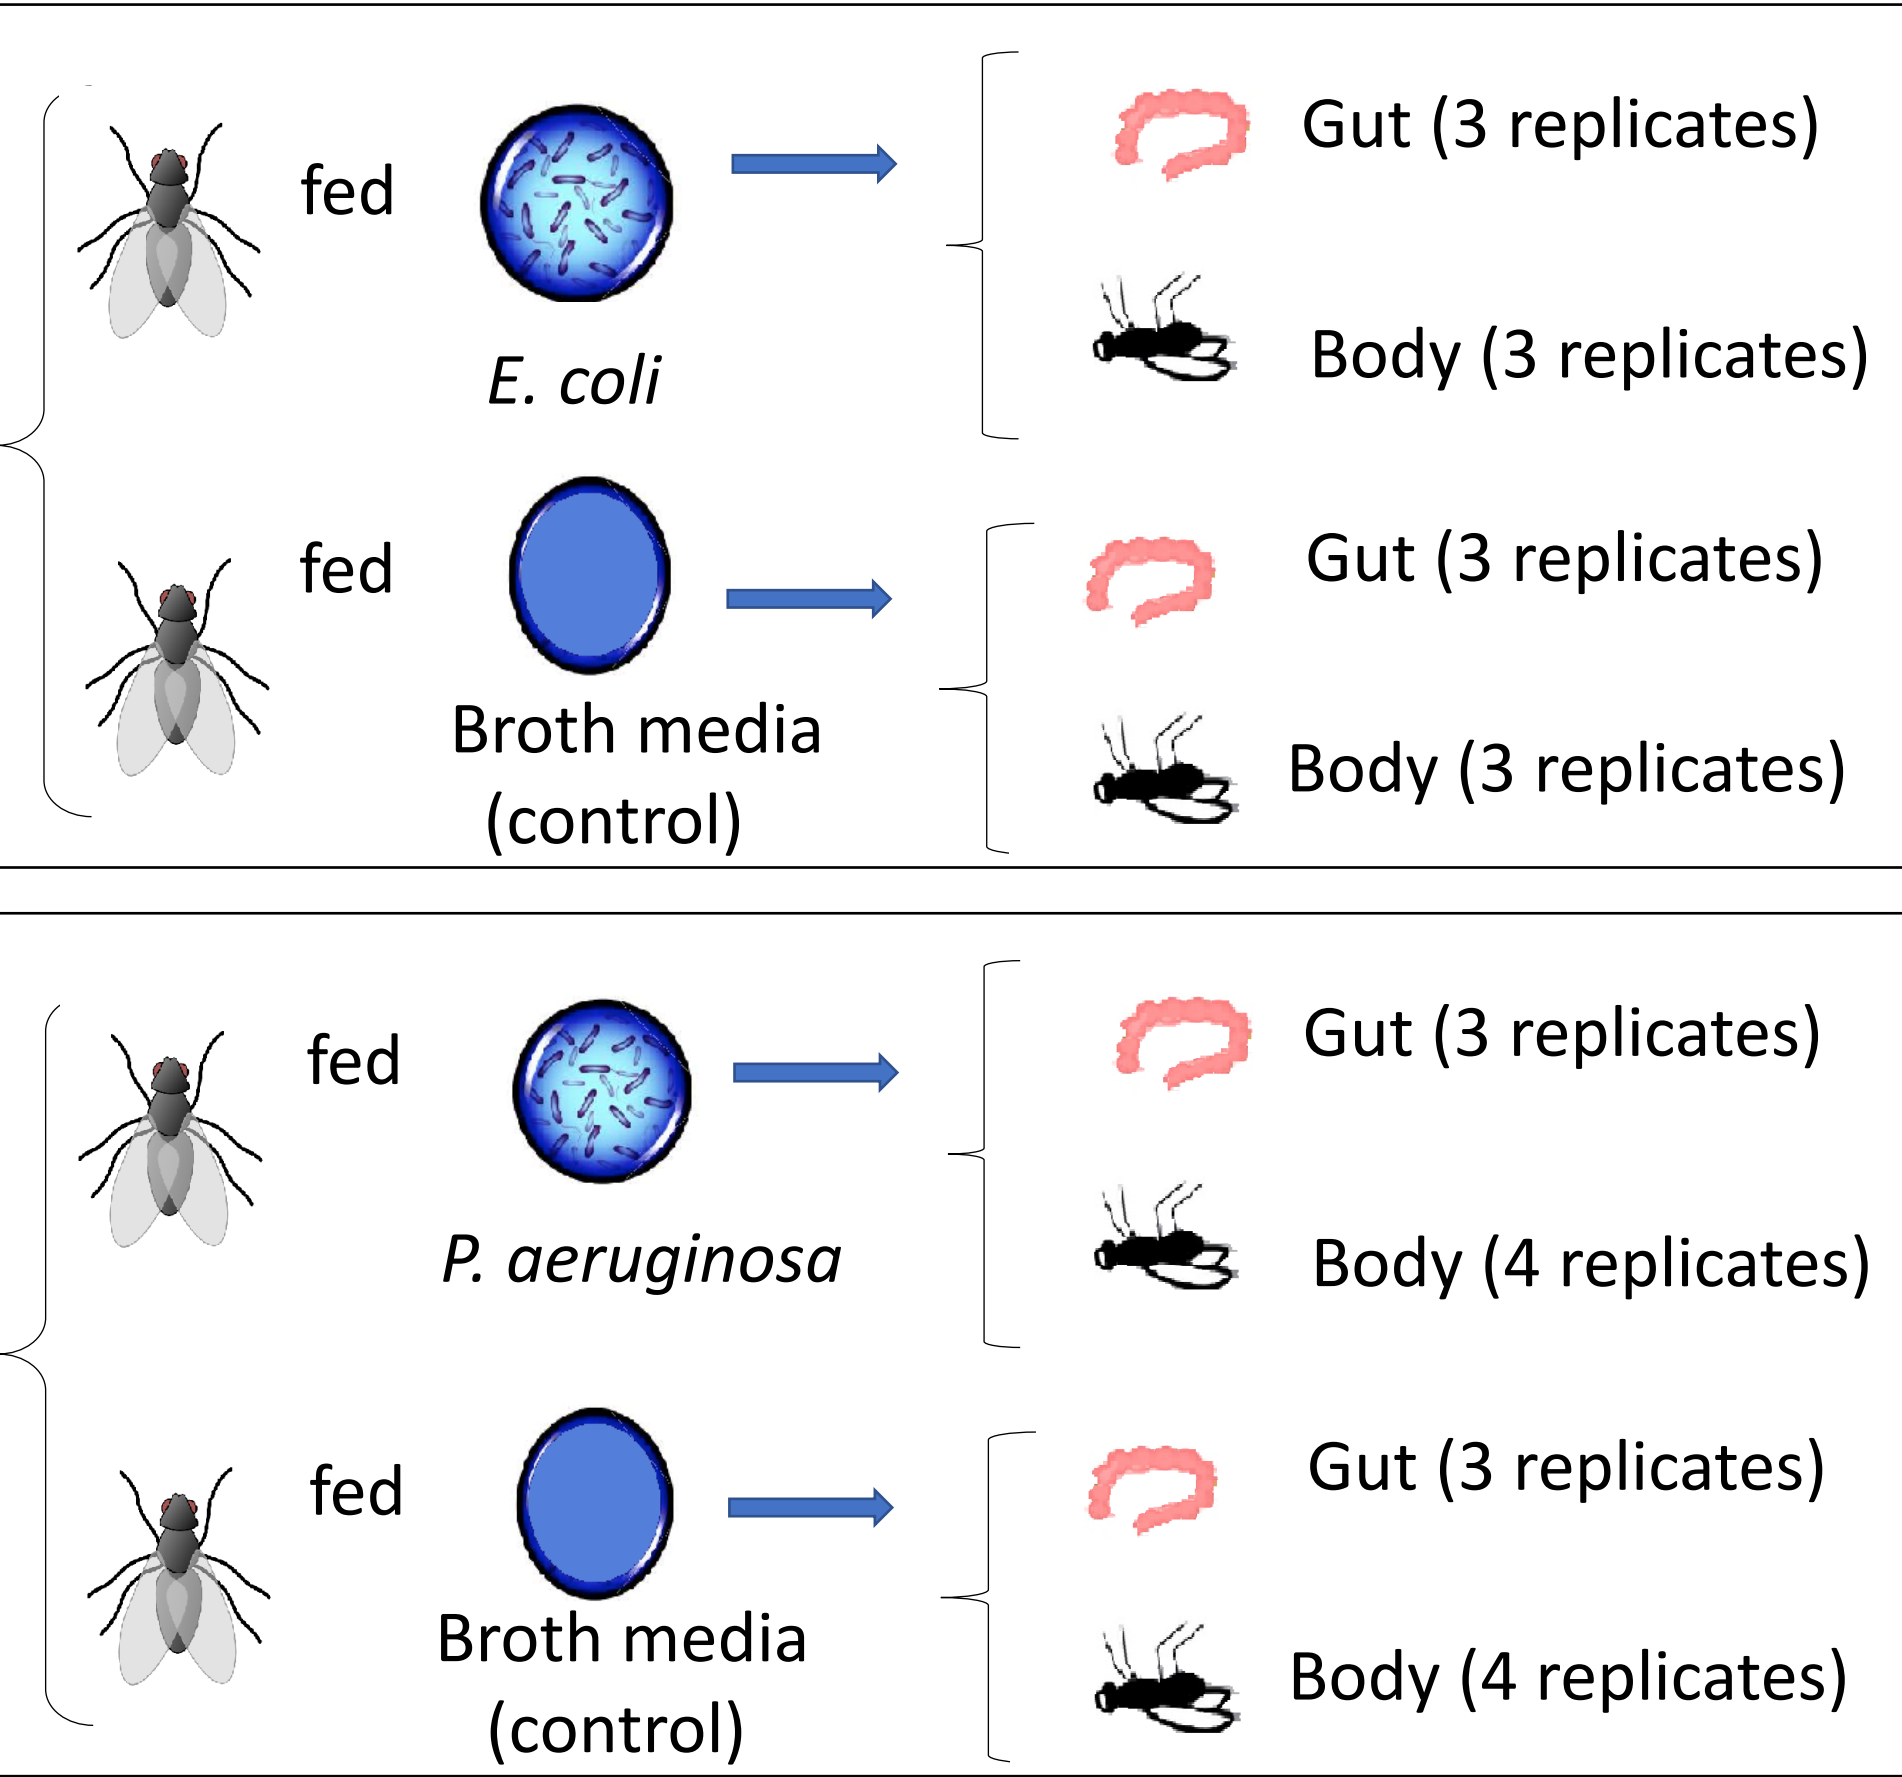 fed
E. coli
Gut (3 replicates)
Body (3 replicates)
fed
Broth media
(control)
Gut (3 replicates)
Body (3 replicates)
fed
P. aeruginosa
Gut (3 replicates)
Body (4 replicates)
fed
Broth media
(control)
Gut (3 replicates)
Body (4 replicates)